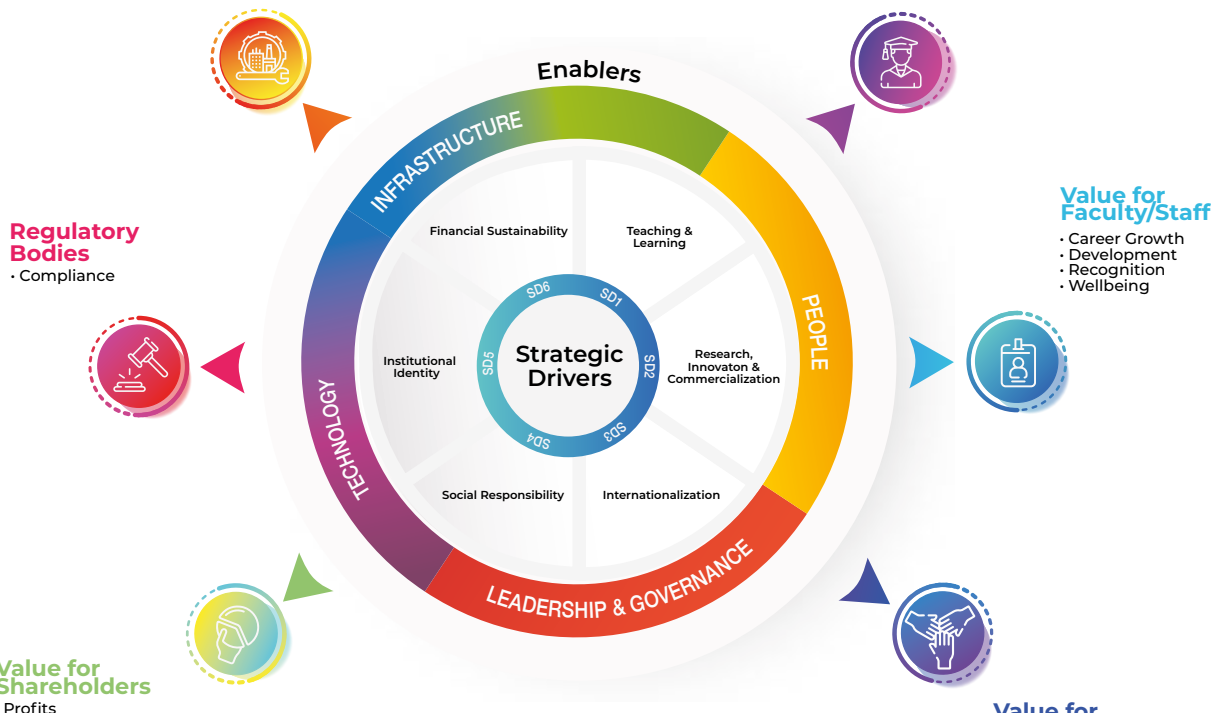 Enablers
INFRASTRUCTURE
PEOPLE
LEADERSHIP & GOVERNANCE
TECHNOLOGY
Financial Sustainability
Teaching &
Learning
Research,
Innovaton &
Commercialization
Internationalization
Social Responsibility
Institutional
Identity
SD1
SD2
SD3
SD4
SD5
SD6
Strategic
Drivers
Regulatory
Bodies
• Compliance
Value for
Shareholders
Profits
Value for
Faculty/Staff
• Career Growth
• Development
• Recognition
• Wellbeing
Value for